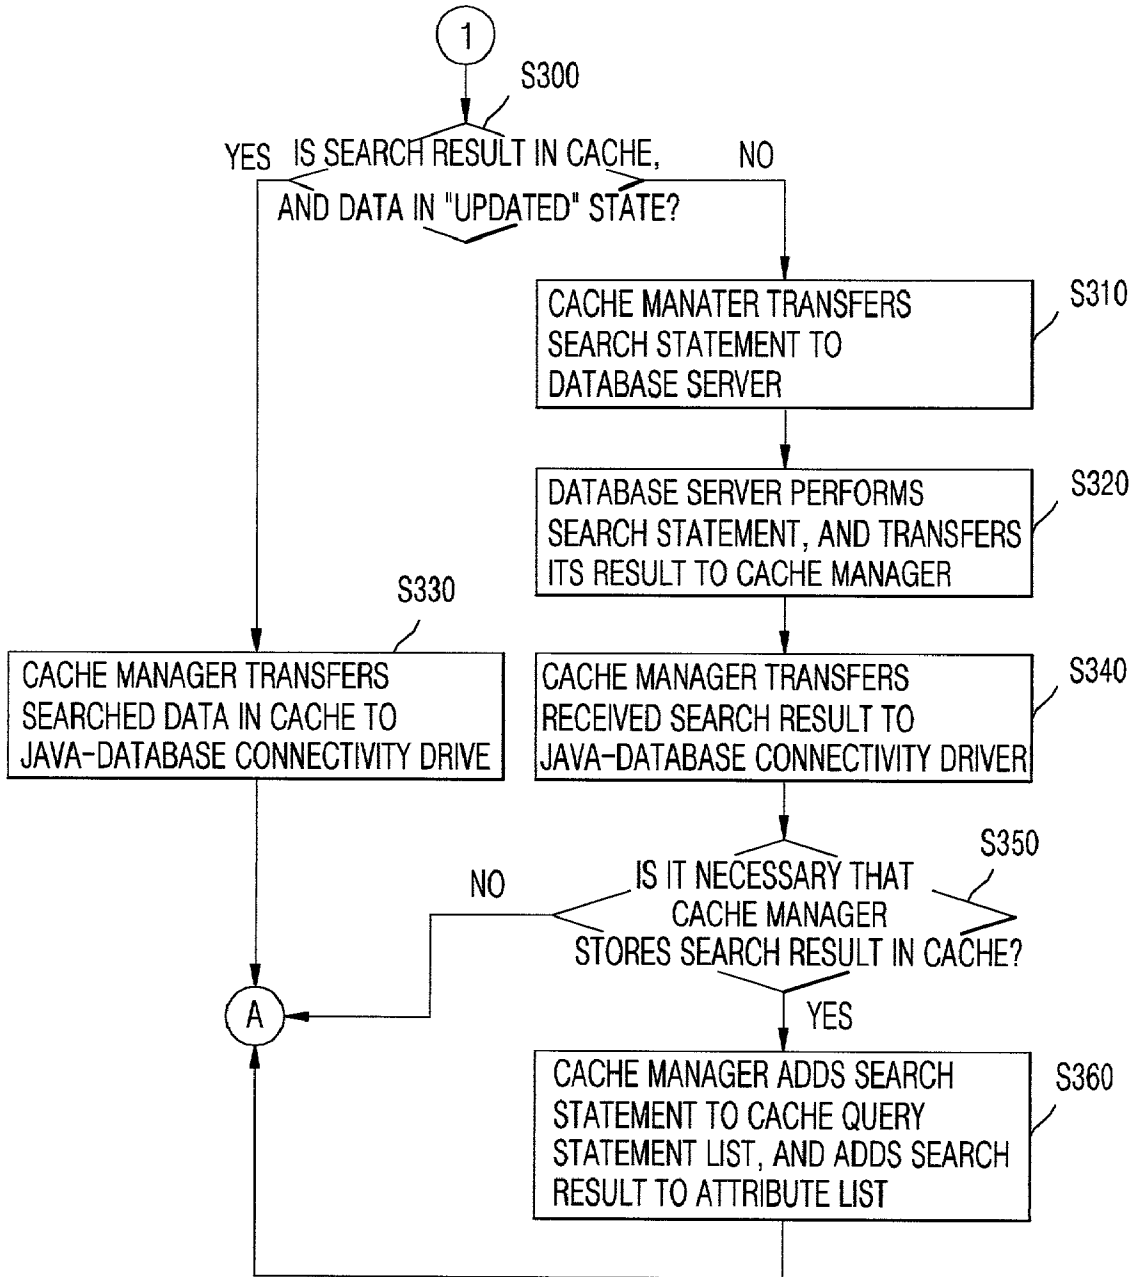 1
S300
YES
IS SEARCH RESULT IN CACHE,
AND DATA IN "UPDATED" STATE?
NO
CACHE MANATER TRANSFERS
SEARCH STATEMENT TO
DATABASE SERVER
S310
DATABASE SERVER PERFORMS
SEARCH STATEMENT, AND TRANSFERS
ITS RESULT TO CACHE MANAGER
S320
S330
CACHE MANAGER TRANSFERS
SEARCHED DATA IN CACHE TO
JAVA-DATABASE CONNECTIVITY DRIVE
CACHE MANAGER TRANSFERS
RECEIVED SEARCH RESULT TO
JAVA-DATABASE CONNECTIVITY DRIVER
S340
S350
NO
IS IT NECESSARY THAT
CACHE MANAGER
STORES SEARCH RESULT IN CACHE?
A
YES
CACHE MANAGER ADDS SEARCH
STATEMENT TO CACHE QUERY
STATEMENT LIST, AND ADDS SEARCH
RESULT TO ATTRIBUTE LIST
S360